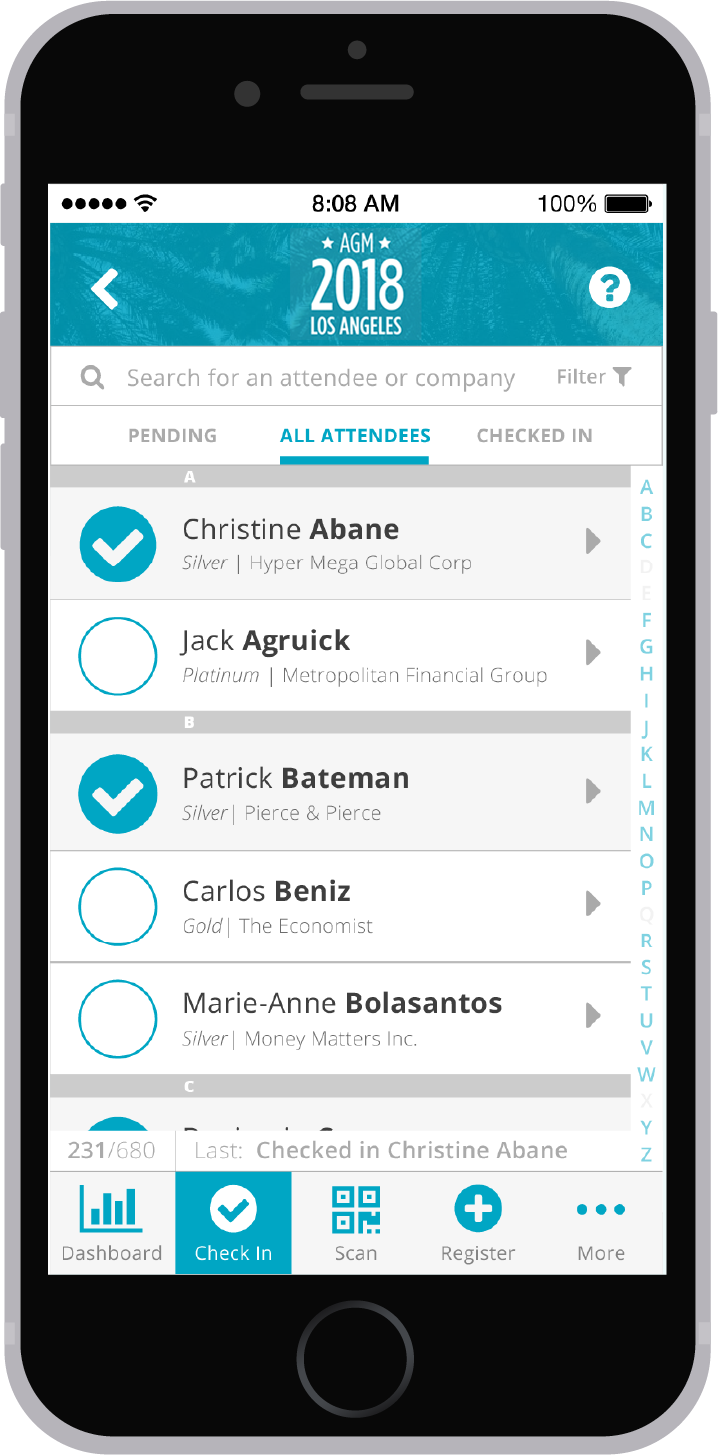 8:08 AM 100%
AGM
2018
LOS ANGELES
Search for an attendee or company Filter
PENDING ALL ATTENDEES CHECKED IN
A
Christine Abane
Silver | Hyper Mega Global Corp
Jack Agruick
Platinum | Metropolitan Financial Group
B
Patrick Bateman
Silver| Pierce & Pierce
Carlos Beniz
Gold| The Economist
Marie-Anne Bolasantos
Silver| Money Matters Inc.
C
A
B
C
D
E
F
G
H
I
J
K
L
M
N
O
P
Q
R
S
T
U
V
W
X
Y
Z
231/680 Last: Checked in Christine Abane
Dashboard Check In Scan Register More